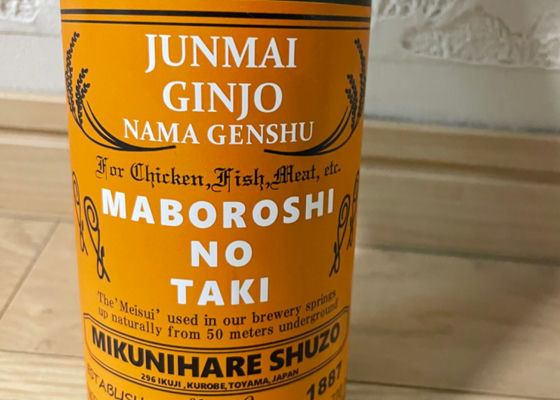 JUNMAI
GINJO
NAMA GENSHU
For Chicken, Fish, Meat, etc.
MABOROSHI
NO
TAKI
The 'Meisui' used in our brewery springs
up naturally from 50 meters underground
MIKUNIHARE SHUZO
296 IKUJI, KUROBE, TOYAMA, JAPAN
1887